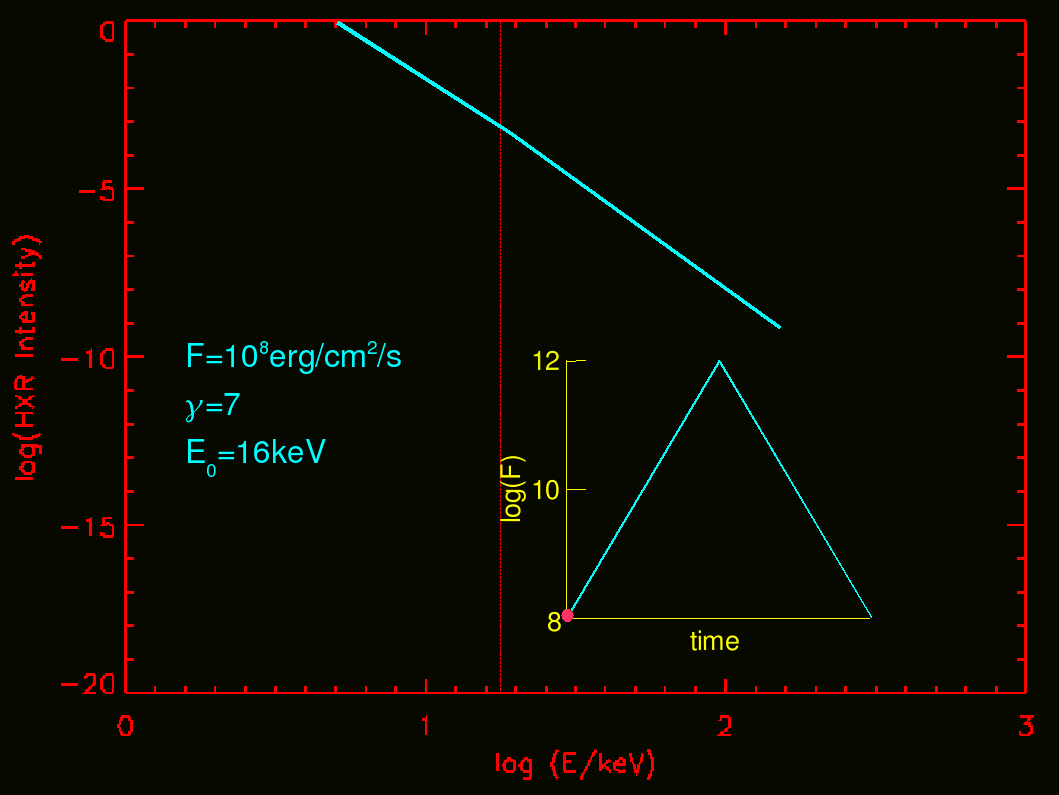 0
−5
−10
−15
−20
log(HXR Intensity)
F=10⁸erg/cm²/s
γ=7
E₀=16keV
12
10
8
log(F)
time
0 1 2 3
log (E/keV)